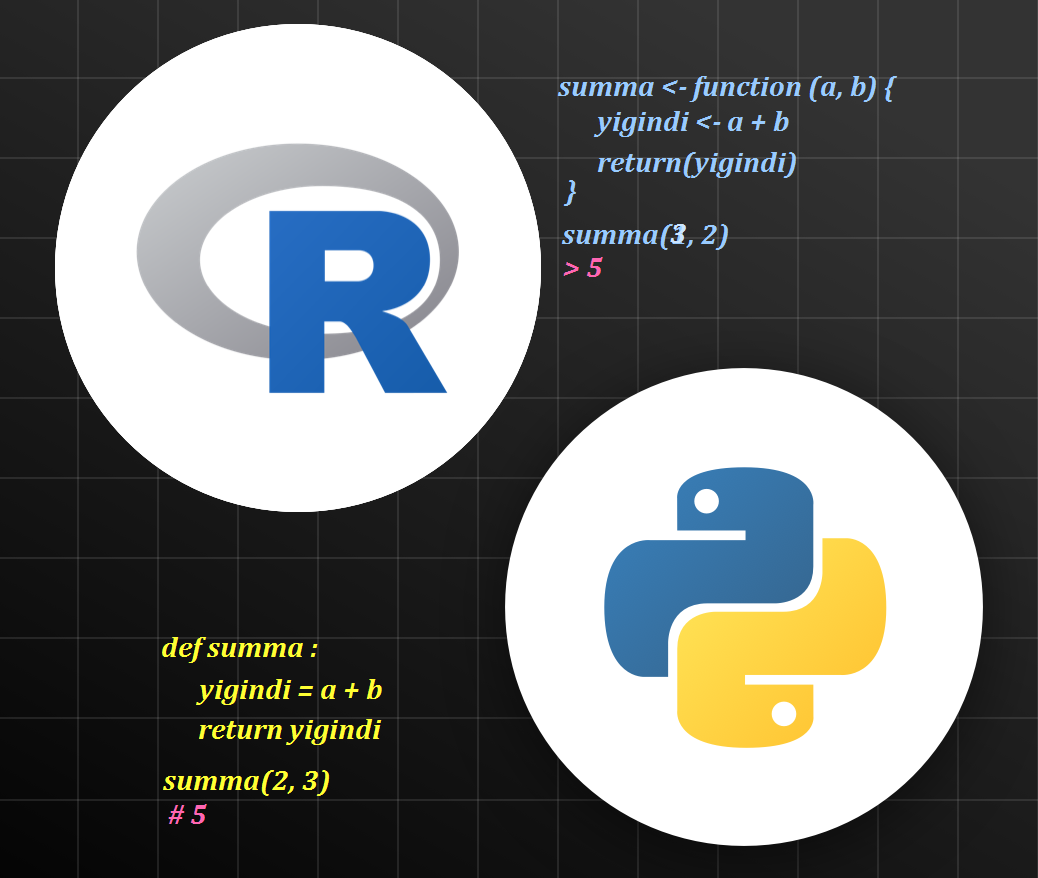 R
summa <- function (a, b) {
yigindi <- a + b
return(yigindi)
}
summa(3, 2)
> 5
def summa :
yigindi = a + b
return yigindi
summa(2, 3)
# 5